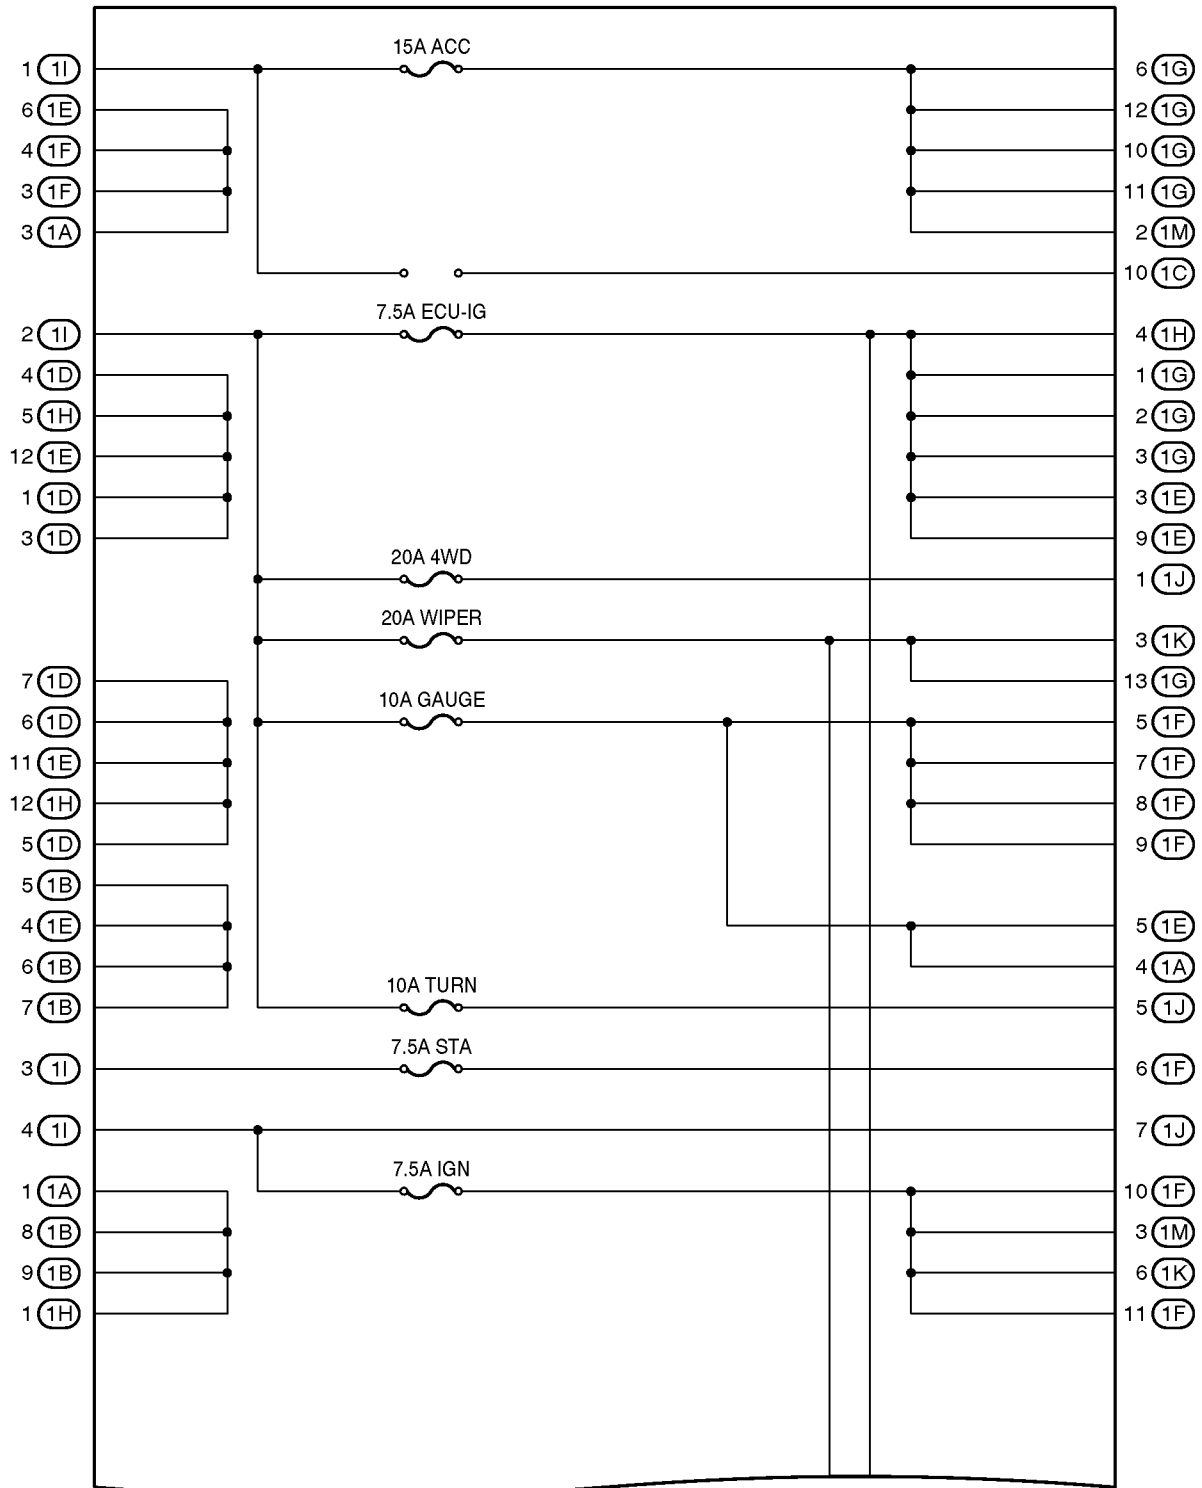 15A ACC
1 1I
6 1G
6 1E
12 1G
4 1F
10 1G
3 1F
11 1G
3 1A
2 1M
10 1C
7.5A ECU-IG
2 1I
4 1H
4 1D
1 1G
5 1H
2 1G
12 1E
3 1G
1 1D
3 1E
3 1D
9 1E
20A 4WD
1 1J
20A WIPER
3 1K
7 1D
13 1G
10A GAUGE
6 1D
5 1F
11 1E
7 1F
12 1H
8 1F
5 1D
9 1F
5 1B
4 1E
5 1E
6 1B
4 1A
10A TURN
7 1B
5 1J
7.5A STA
3 1I
6 1F
4 1I
7 1J
7.5A IGN
1 1A
10 1F
8 1B
3 1M
9 1B
6 1K
1 1H
11 1F